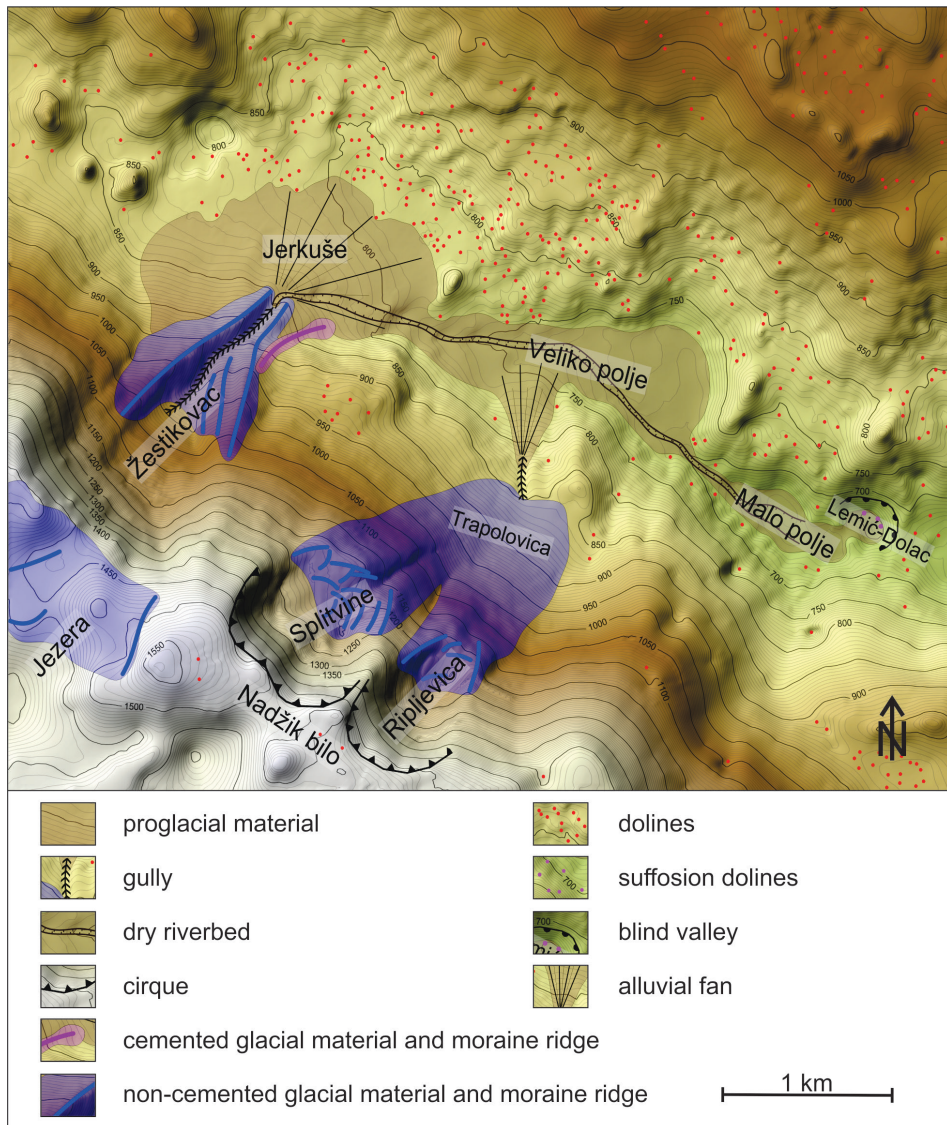 850
900
800
850
1050
1000
950
850
800
850
900
850
Jerkuše
800
900
750
950
1000
1050
1100
1150
1200
1250
1300
1350
1400
850
Veliko polje
750
900
950
Žestikovac
1000
800
800
750
700
1050
1100
Trapolovica
Malo polje
Lemić-Dolac
850
700
1450
900
950
1000
1050
750
800
Jezera
Splitvine
1200
1250
1300
1350
1550
1500
Nadžik bilo
Ripljevica
1100
900
N
proglacial material
dolines
gully
700
suffosion dolines
dry riverbed
700
blind valley
cirque
alluvial fan
cemented glacial material and moraine ridge
non-cemented glacial material and moraine ridge
1 km